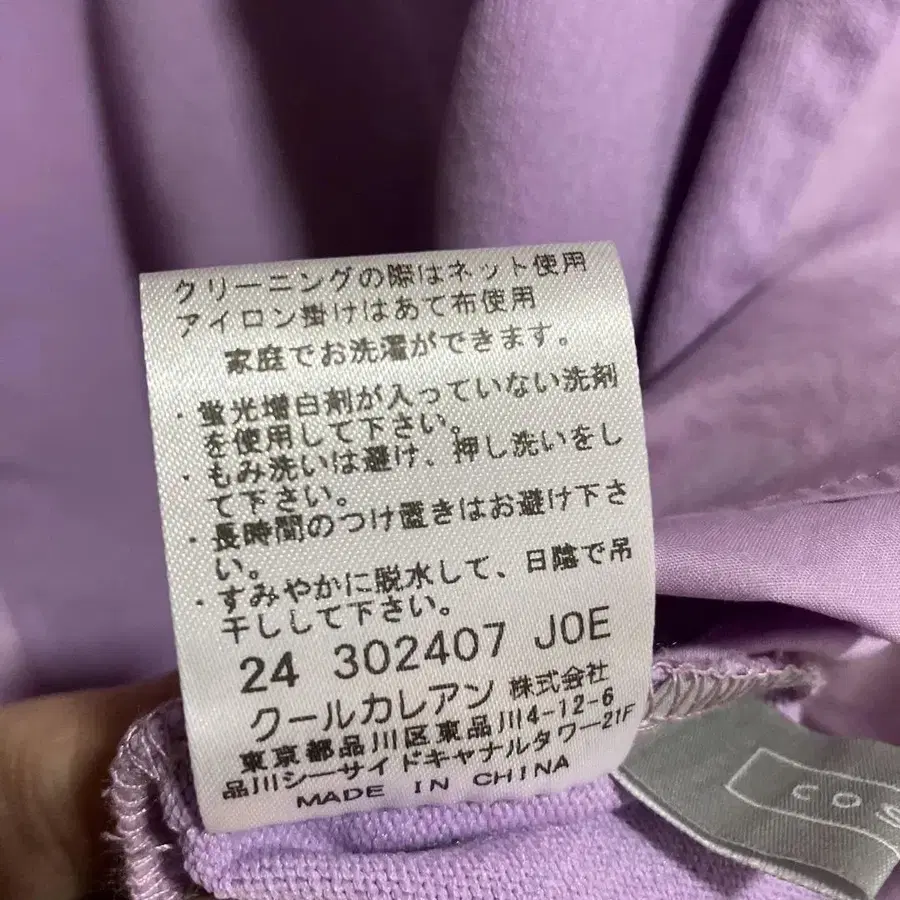 クリーニングの際はネット使用
アイロン掛けはあて布使用
家庭でお洗濯ができます。
・蛍光増白剤が入っていない洗剤
を使用して下さい。
・もみ洗いは避け、押し洗いをし
て下さい。
・長時間のつけ置きはお避け下さ
い。
・すみやかに脱水して、日陰で吊
干しして下さい。
24 302407 JOE
クールカレアン 株式会社
東京都品川区東品川4-12-6
品川シーサイドキャナルタワー21F
MADE IN CHINA